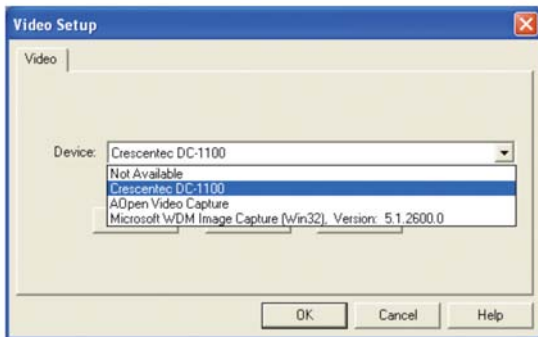 Video Setup
Video
Device: Crescentec DC-1100
Not Available
Crescentec DC-1100
AOpen Video Capture
Microsoft WDM Image Capture (Win32), Version: 5.1.2600.0
OK Cancel Help